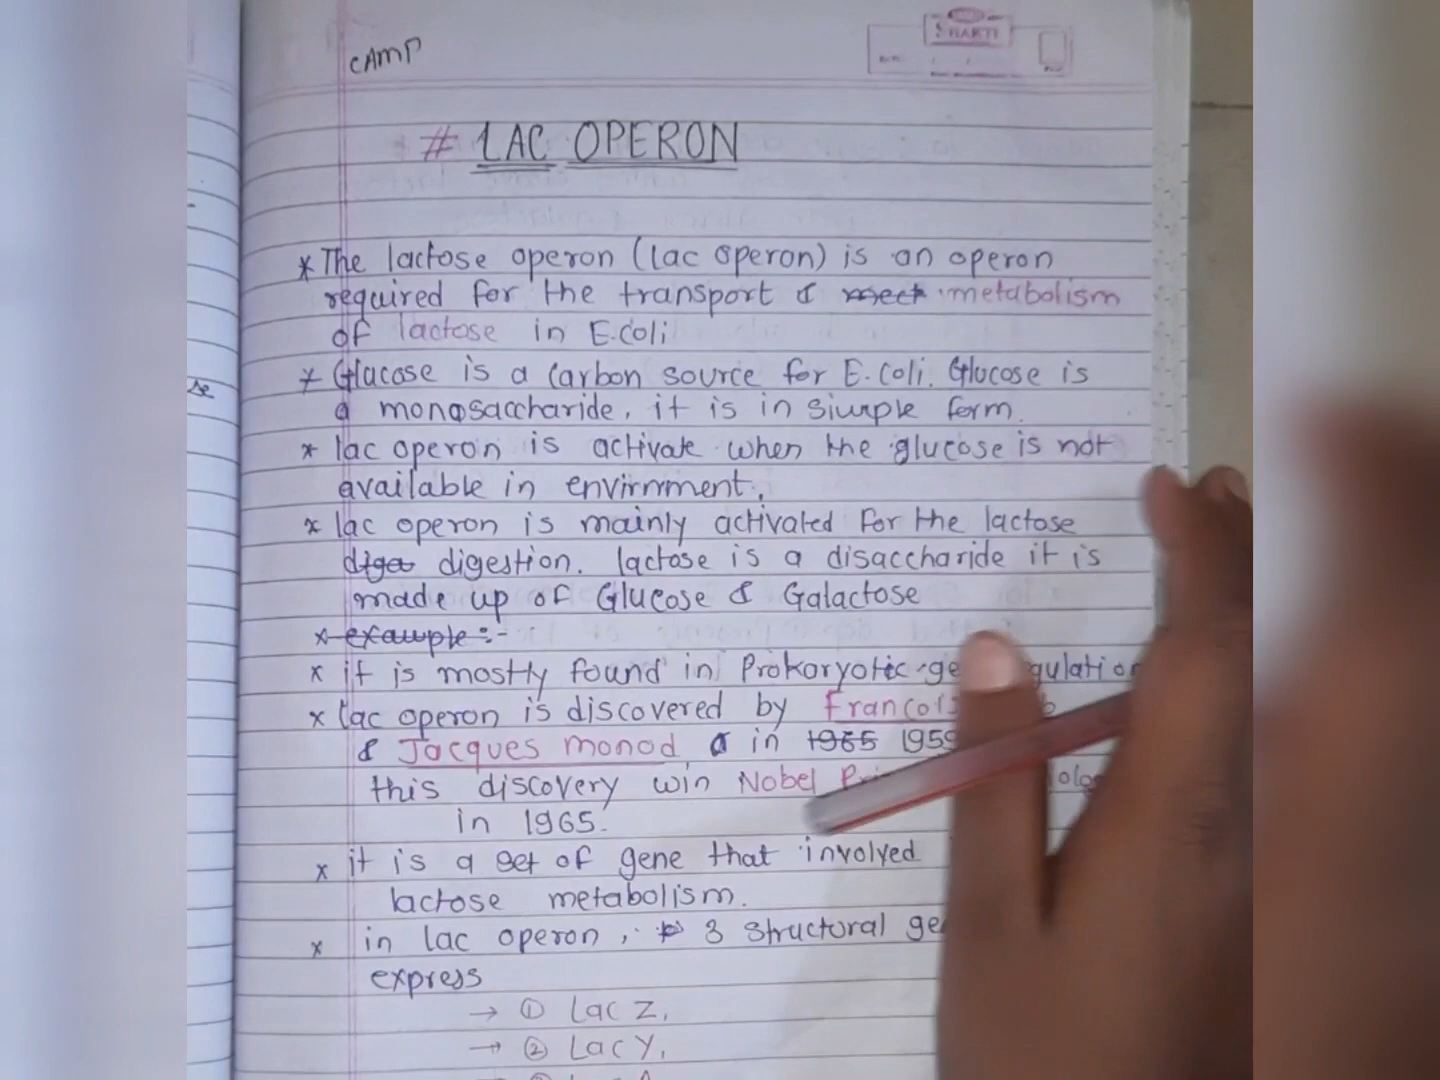 CAMP
# LAC OPERON
* The lactose operon (lac operon) is an operon
required for the transport & metabolism
of lactose in E.coli
* Glucose is a carbon source for E.coli. Glucose is
a monosaccharide, it is in simple form.
* lac operon is activate when the glucose is not
available in envirnment.
* lac operon is mainly activated for the lactose
digestion. lactose is a disaccharide it is
made up of Glucose & Galactose
* example :-
* it is mostly found in Prokaryotic
* Lac operon is discovered by
& Jacques monod in 1965 1959
this discovery win Nobel
in 1965.
* it is a set of gene that involved
lactose metabolism.
* in lac operon, 3 structural
express
→ ① Lac Z,
→ ② Lac Y,